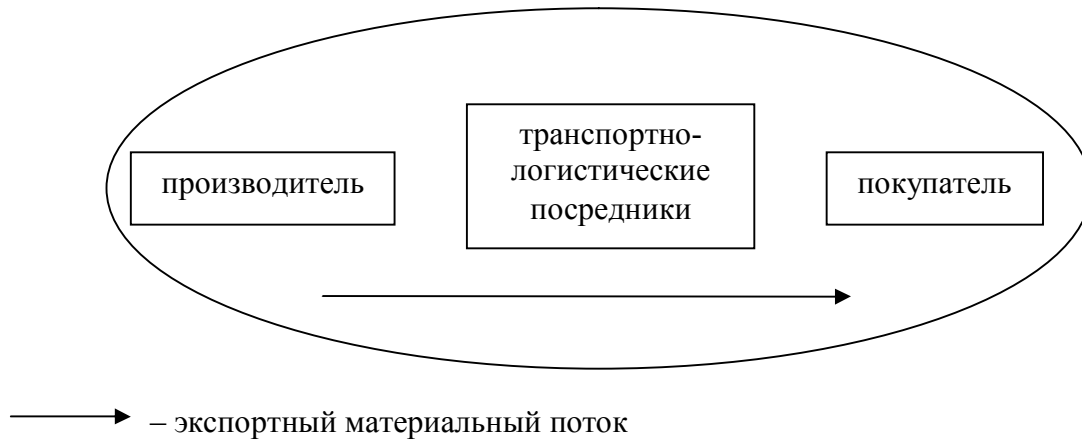 производитель
транспортно-
логистические
посредники
покупатель
– экспортный материальный поток